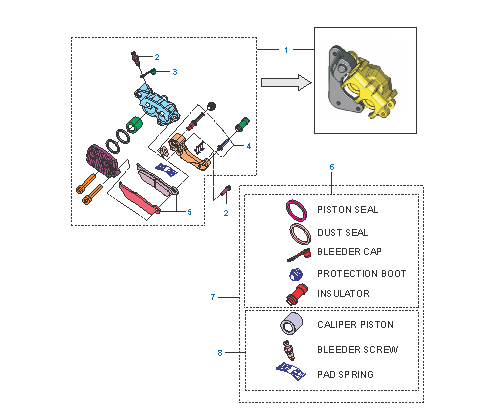 1
2
3
4
5
2
6
PISTON SEAL
DUST SEAL
BLEEDER CAP
PROTECTION BOOT
INSULATOR
7
CALIPER PISTON
BLEEDER SCREW
PAD SPRING
8